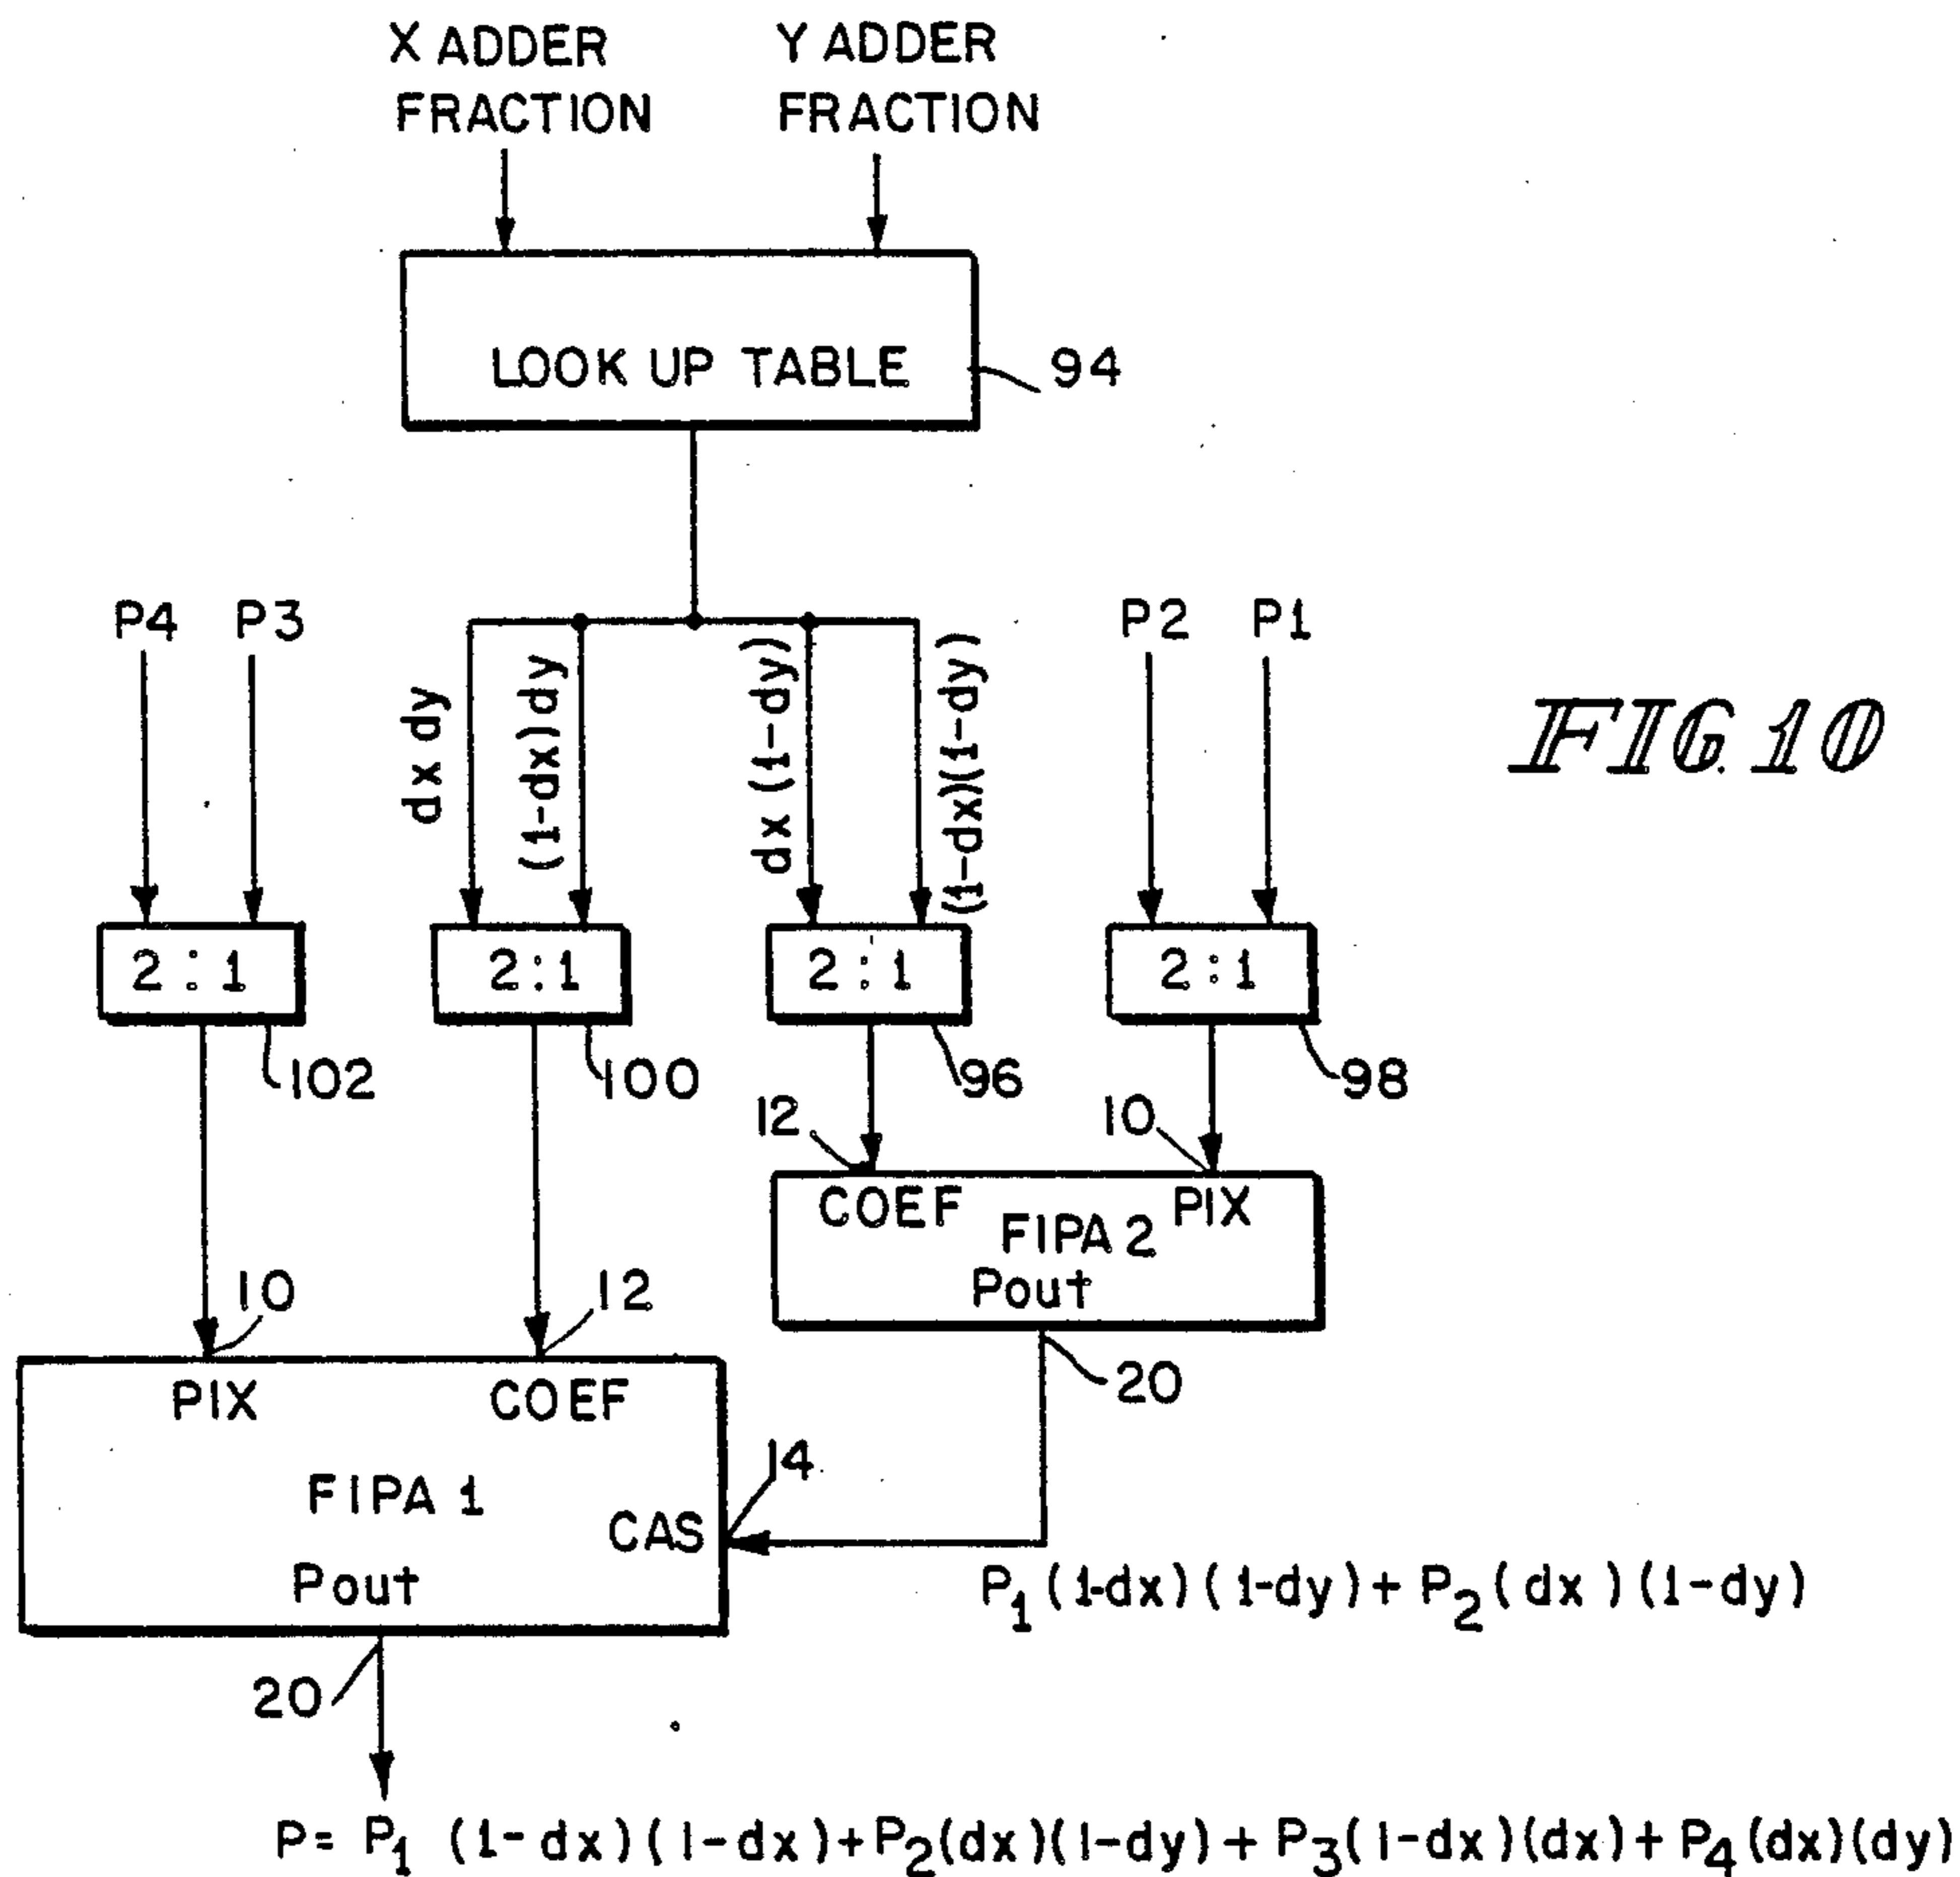 X ADDER
FRACTION
Y ADDER
FRACTION
LOOK UP TABLE
94
P4
P3
dx dy
(1-dx) dy
dx (1-dy)
(1-dx)(1-dy)
P2
P1
FIG. 10
2:1
2:1
2:1
2:1
102
100
96
98
12
10
COEF
PIX
FIPA 2
Pout
10
12
20
PIX
COEF
14
FIPA 1
CAS
Pout
P1 (1-dx)(1-dy)+P2(dx)(1-dy)
20
P= P1 (1-dx)(1-dx)+P2(dx)(1-dy)+P3(1-dx)(dx)+P4(dx)(dy)